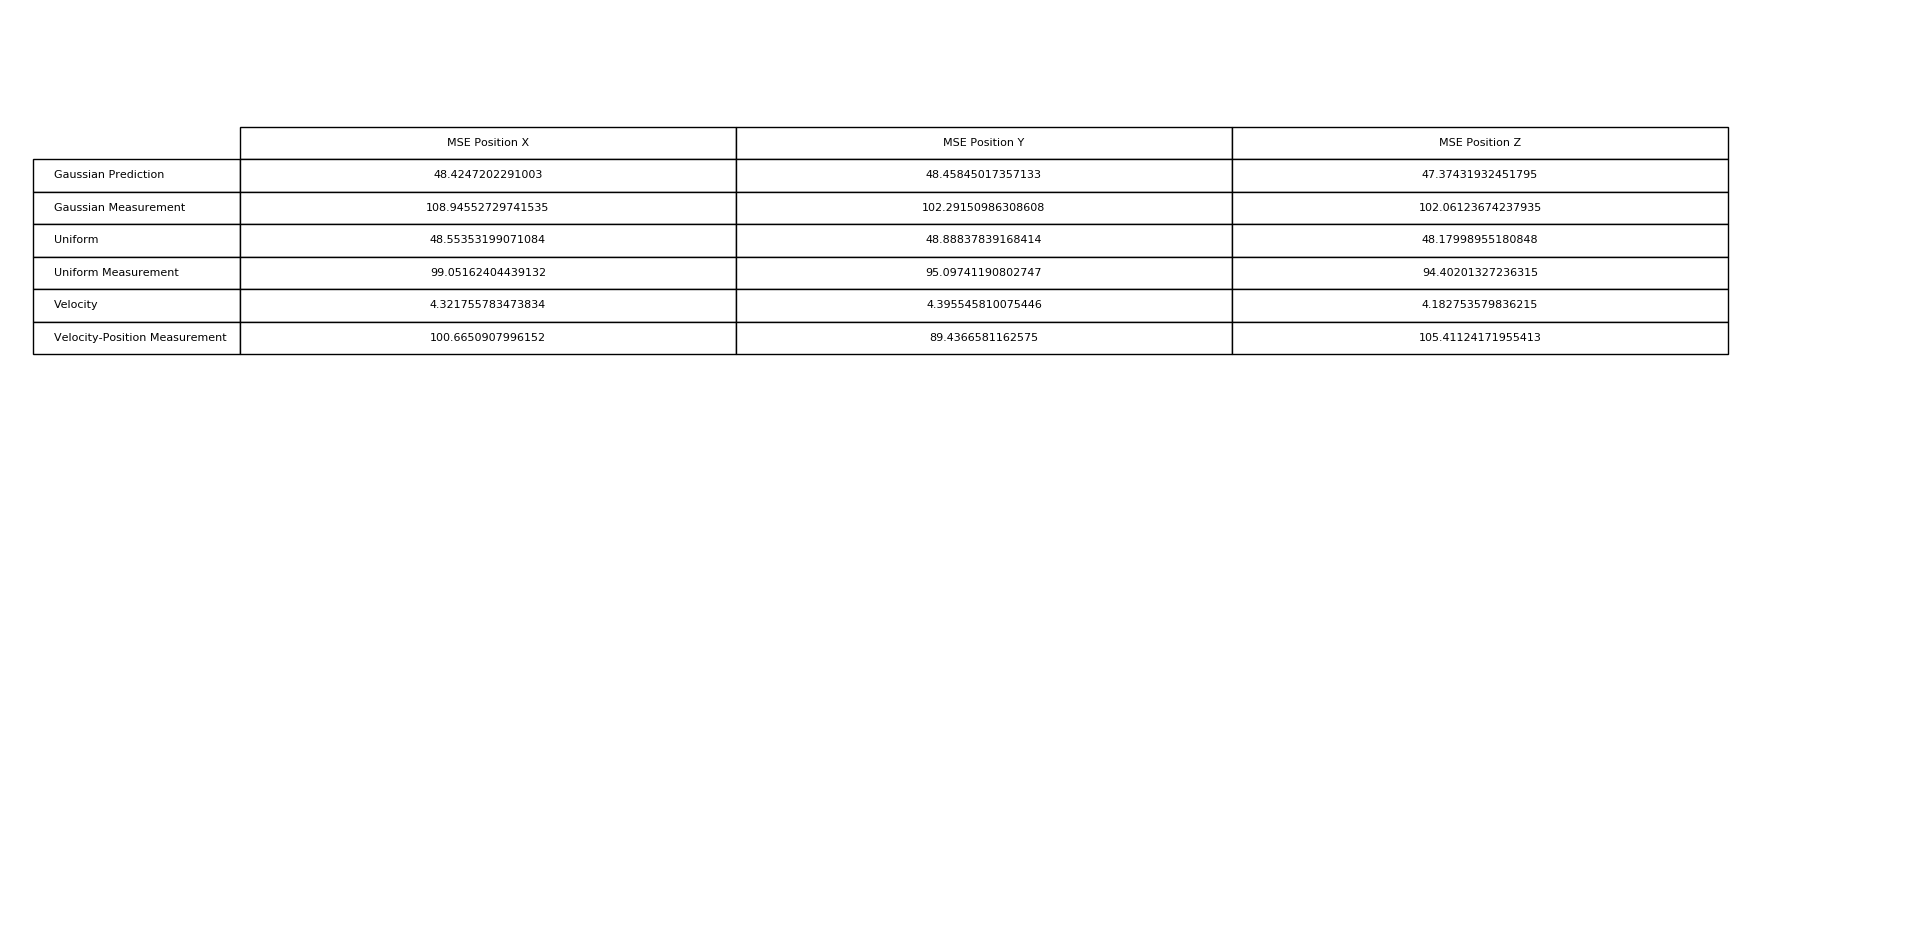 MSE Position X MSE Position Y MSE Position Z
Gaussian Prediction 48.4247202291003 48.45845017357133 47.37431932451795
Gaussian Measurement 108.94552729741535 102.29150986308608 102.06123674237935
Uniform 48.55353199071084 48.88837839168414 48.17998955180848
Uniform Measurement 99.05162404439132 95.09741190802747 94.40201327236315
Velocity 4.321755783473834 4.395545810075446 4.182753579836215
Velocity-Position Measurement 100.6650907996152 89.4366581162575 105.41124171955413